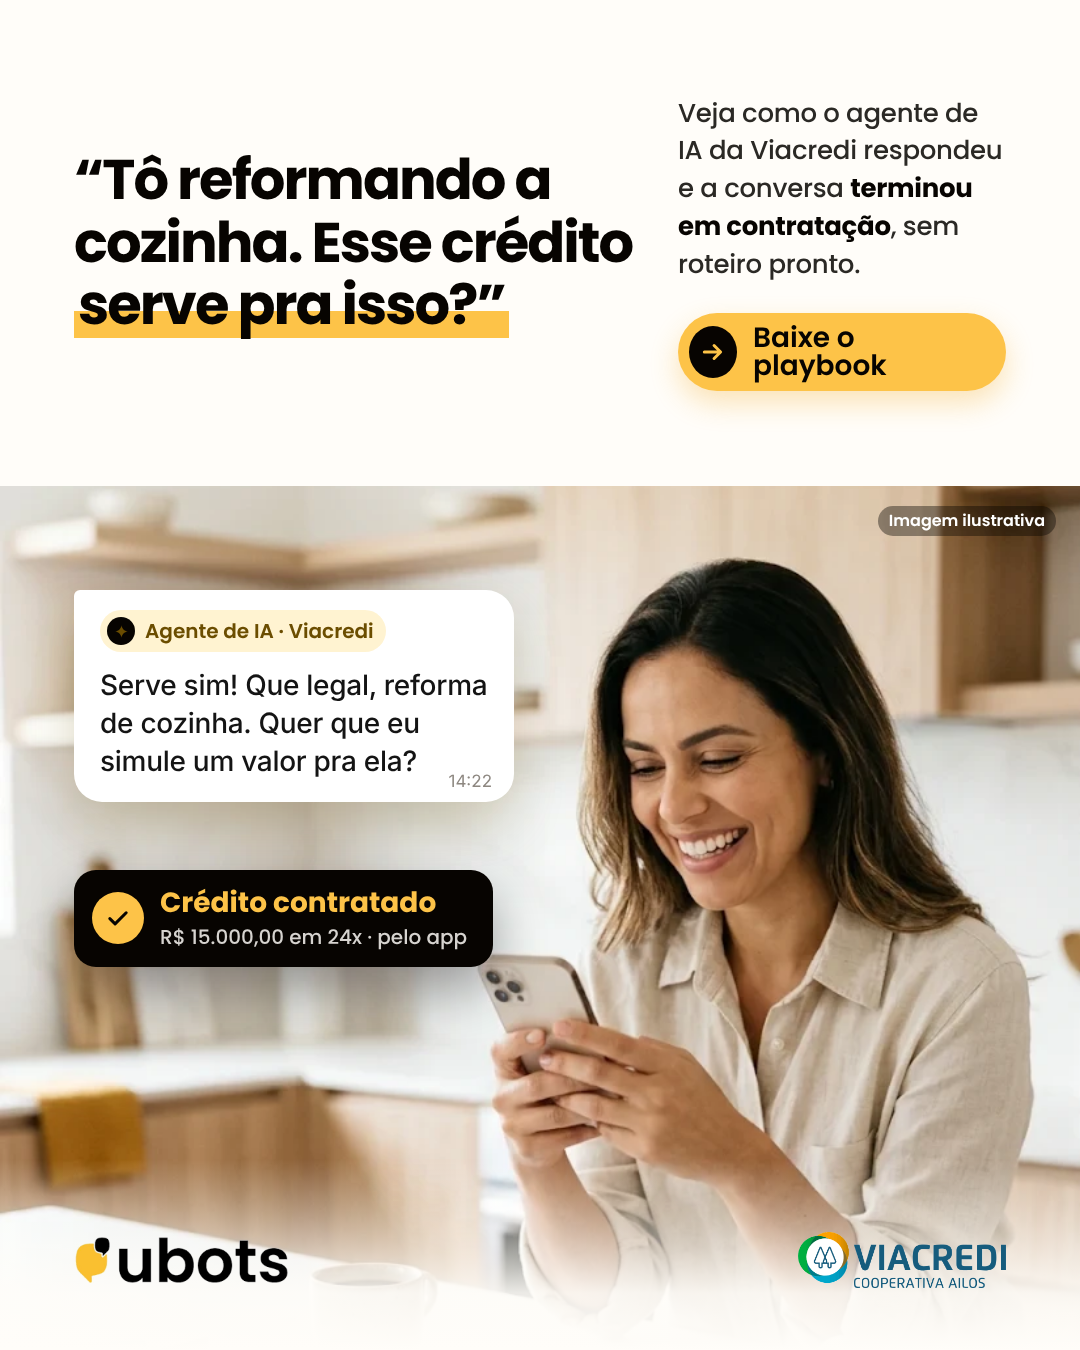 “Tô reformando a
cozinha. Esse crédito
serve pra isso?”
Veja como o agente de
IA da Viacredi respondeu
e a conversa terminou
em contratação, sem
roteiro pronto.
Baixe o
playbook
Imagem ilustrativa
Agente de IA · Viacredi
Serve sim! Que legal, reforma
de cozinha. Quer que eu
simule um valor pra ela?
14:22
Crédito contratado
R$ 15.000,00 em 24x · pelo app
ubots
VIACREDI
COOPERATIVA AILOS